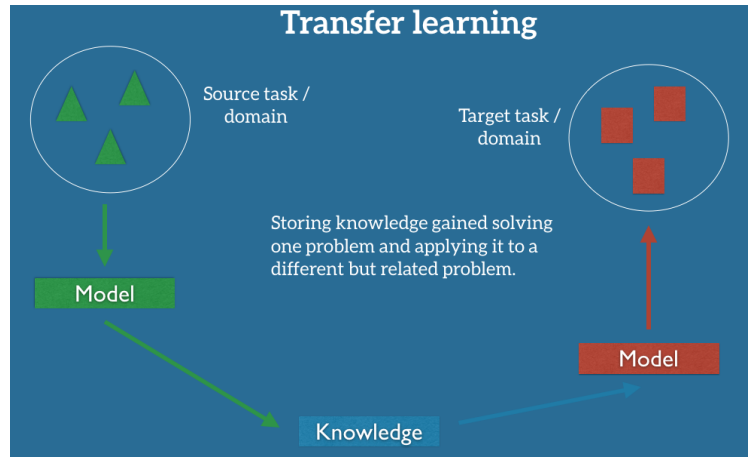 Transfer learning
Source task /
domain
Target task /
domain
Storing knowledge gained solving
one problem and applying it to a
different but related problem.
Model
Model
Knowledge